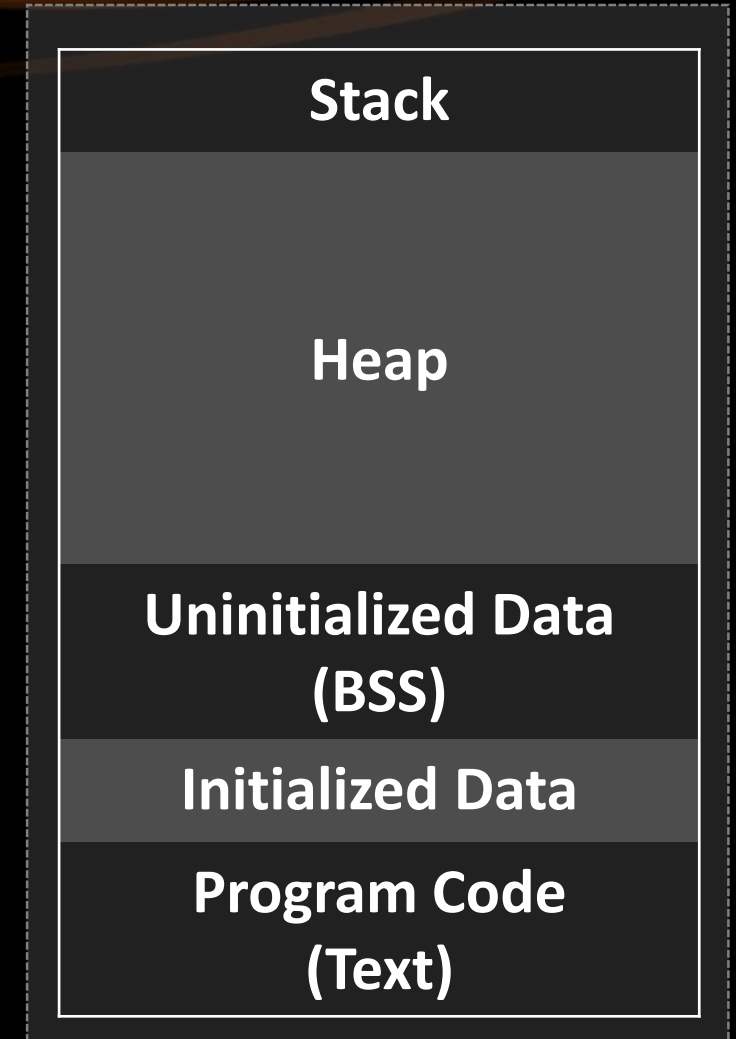 Stack
Heap
Uninitialized Data
(BSS)
Initialized Data
Program Code
(Text)